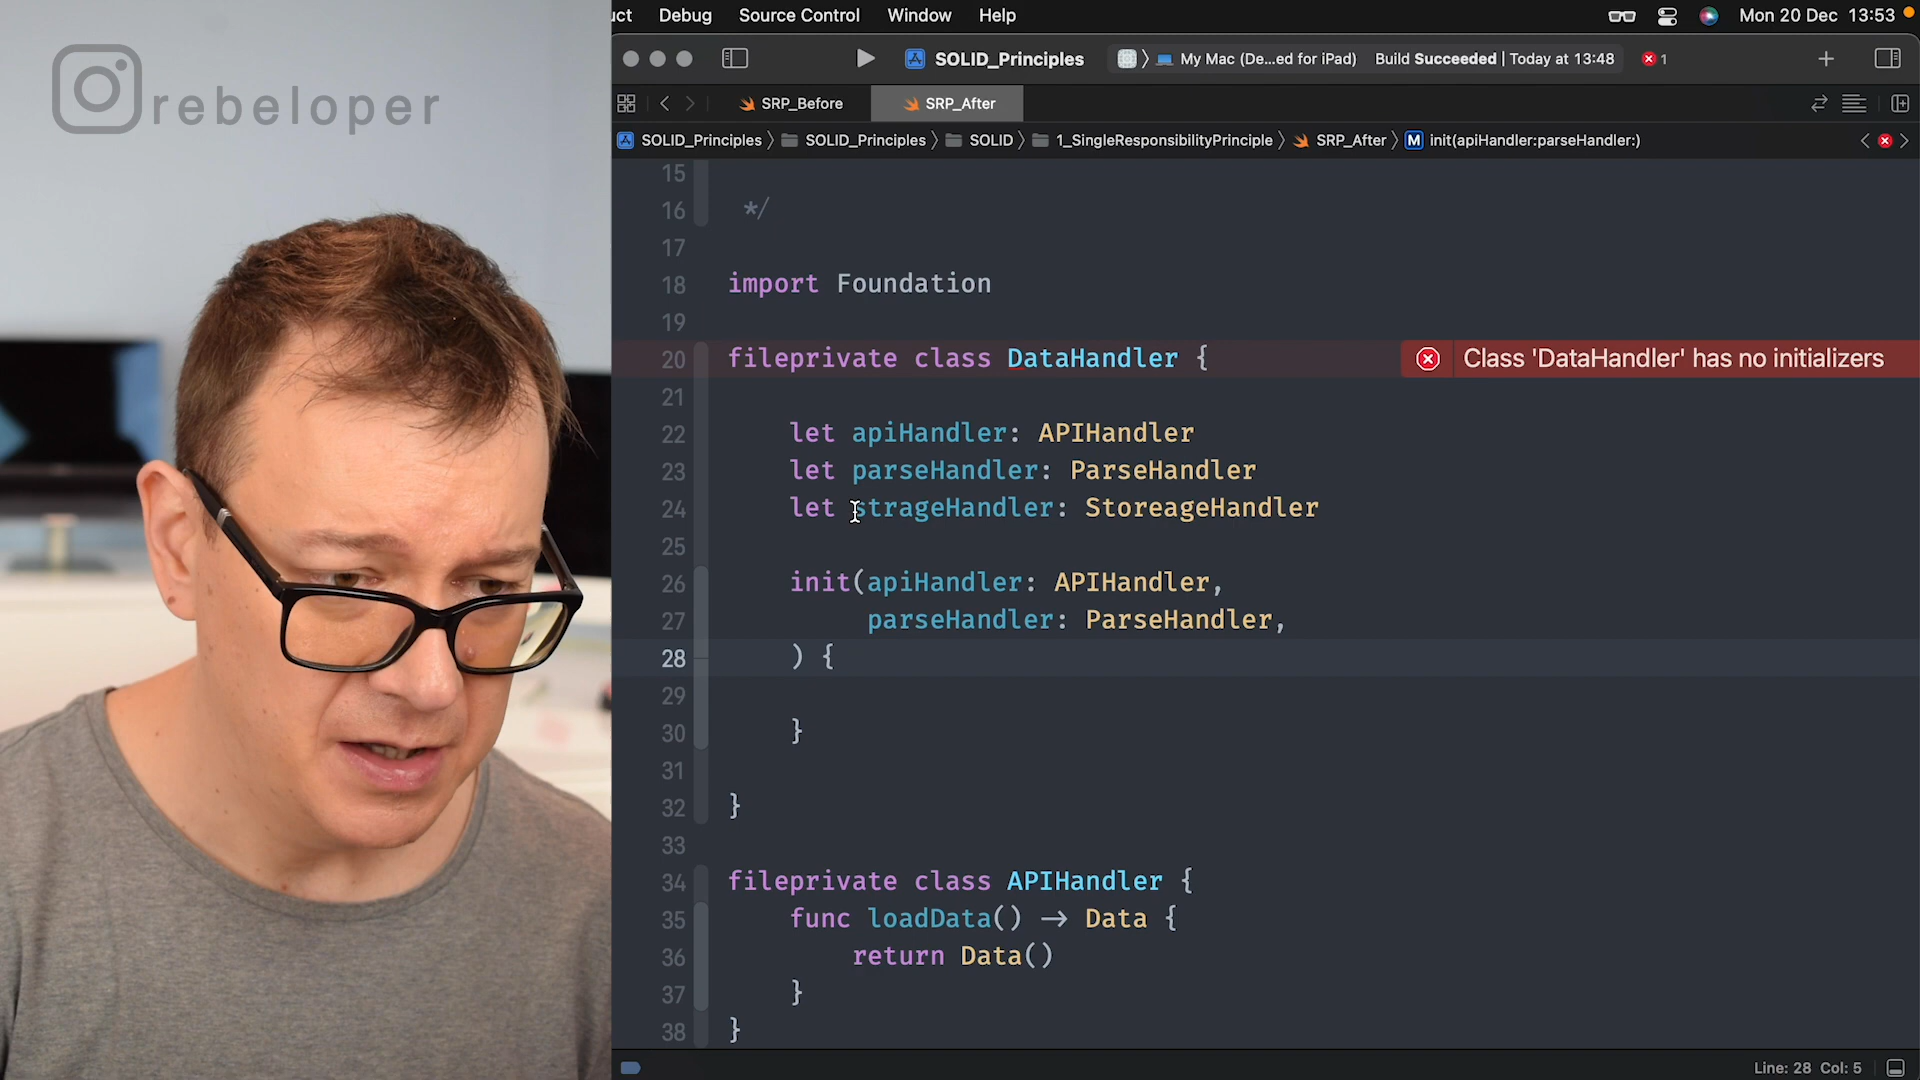 rebeloper
uct Debug Source Control Window Help Mon 20 Dec 13:53
SOLID_Principles My Mac (De...ed for iPad) Build Succeeded | Today at 13:48 1
SRP_Before SRP_After
SOLID_Principles SOLID_Principles SOLID 1_SingleResponsibilityPrinciple SRP_After M init(apiHandler:parseHandler:)
15
16 */
17
18 import Foundation
19
20 fileprivate class DataHandler { Class 'DataHandler' has no initializers
21
22 let apiHandler: APIHandler
23 let parseHandler: ParseHandler
24 let strageHandler: StoreageHandler
25
26 init(apiHandler: APIHandler,
27 parseHandler: ParseHandler,
28 ) {
29
30 }
31
32 }
33
34 fileprivate class APIHandler {
35 func loadData() → Data {
36 return Data()
37 }
38 }
Line: 28 Col: 5